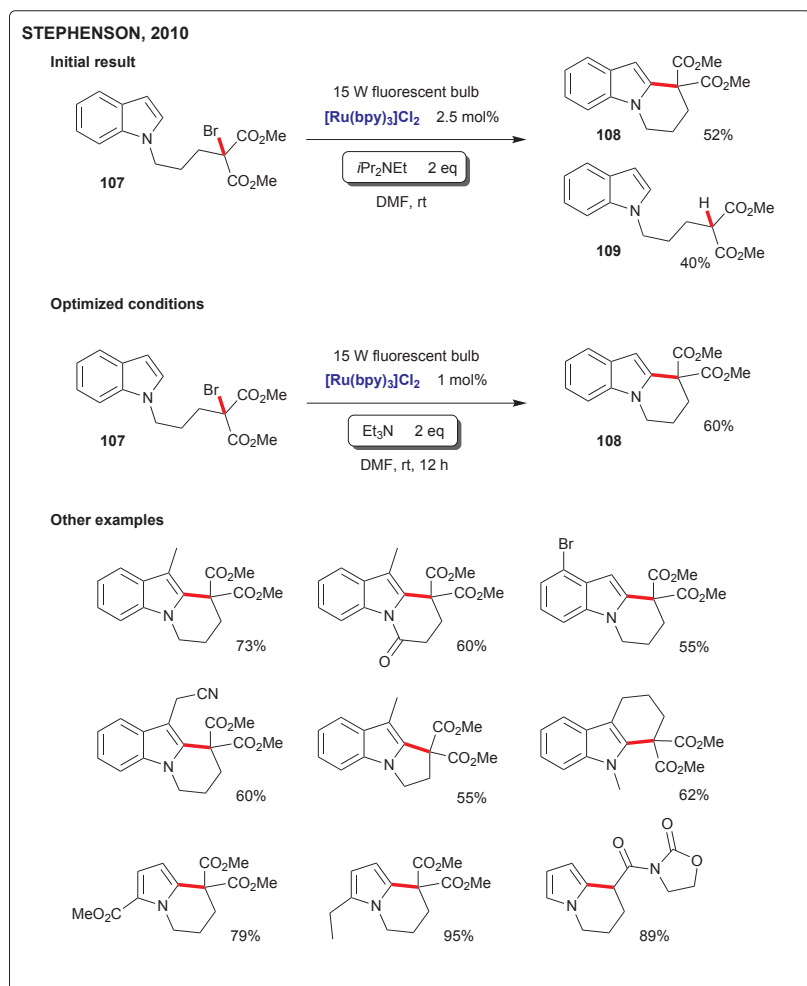 STEPHENSON, 2010
Initial result
15 W fluorescent bulb
[Ru(bpy)3]Cl2 2.5 mol%
iPr2NEt 2 eq
DMF, rt
N
Br
CO2Me
CO2Me
107
N
CO2Me
CO2Me
108
52%
N
H
CO2Me
CO2Me
109
40%
Optimized conditions
15 W fluorescent bulb
[Ru(bpy)3]Cl2 1 mol%
Et3N 2 eq
DMF, rt, 12 h
N
Br
CO2Me
CO2Me
107
N
CO2Me
CO2Me
108
60%
Other examples
N
CO2Me
CO2Me
73%
N
O
CO2Me
CO2Me
60%
Br
N
CO2Me
CO2Me
55%
CN
N
CO2Me
CO2Me
60%
N
CO2Me
CO2Me
55%
N
CO2Me
CO2Me
62%
MeO2C
N
CO2Me
CO2Me
79%
N
CO2Me
CO2Me
95%
N
O
N
O
O
89%